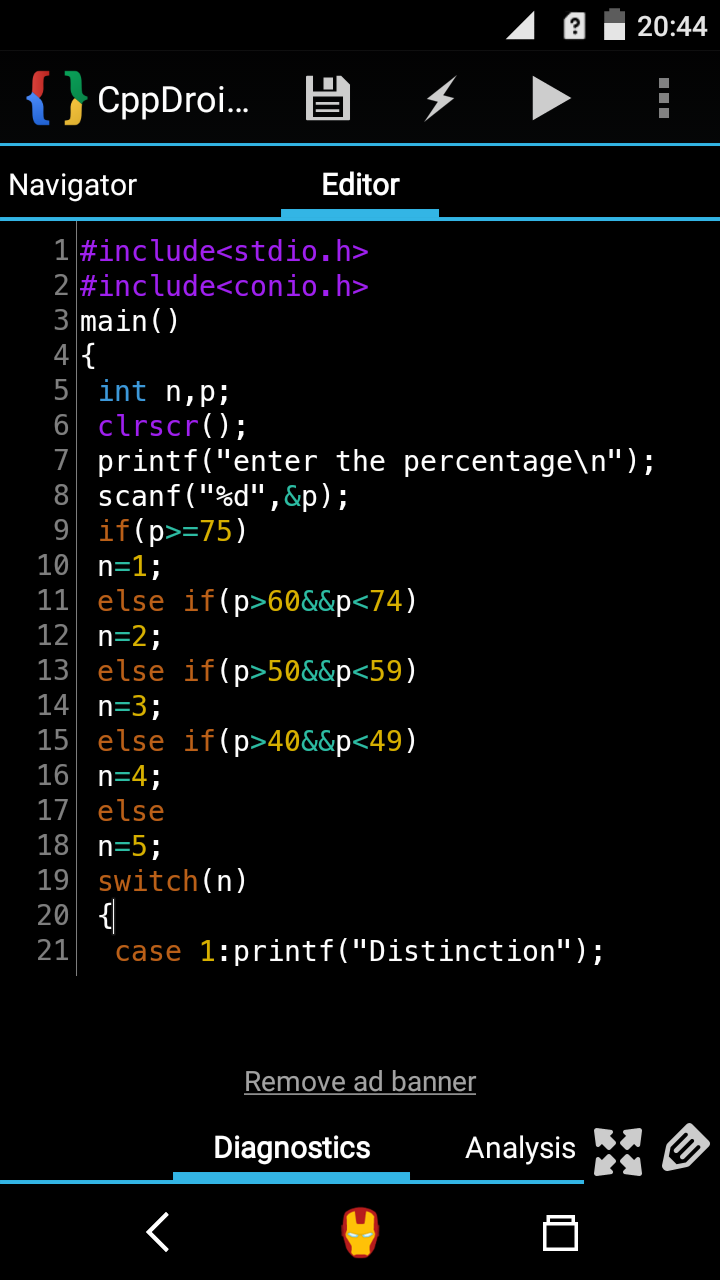 20:44
CppDroi...
Navigator Editor
1 #include<stdio.h>
2 #include<conio.h>
3 main()
4 {
5 int n,p;
6 clrscr();
7 printf("enter the percentage\n");
8 scanf("%d",&p);
9 if(p>=75)
10 n=1;
11 else if(p>60&&p<74)
12 n=2;
13 else if(p>50&&p<59)
14 n=3;
15 else if(p>40&&p<49)
16 n=4;
17 else
18 n=5;
19 switch(n)
20 {
21 case 1:printf("Distinction");
Remove ad banner
Diagnostics Analysis